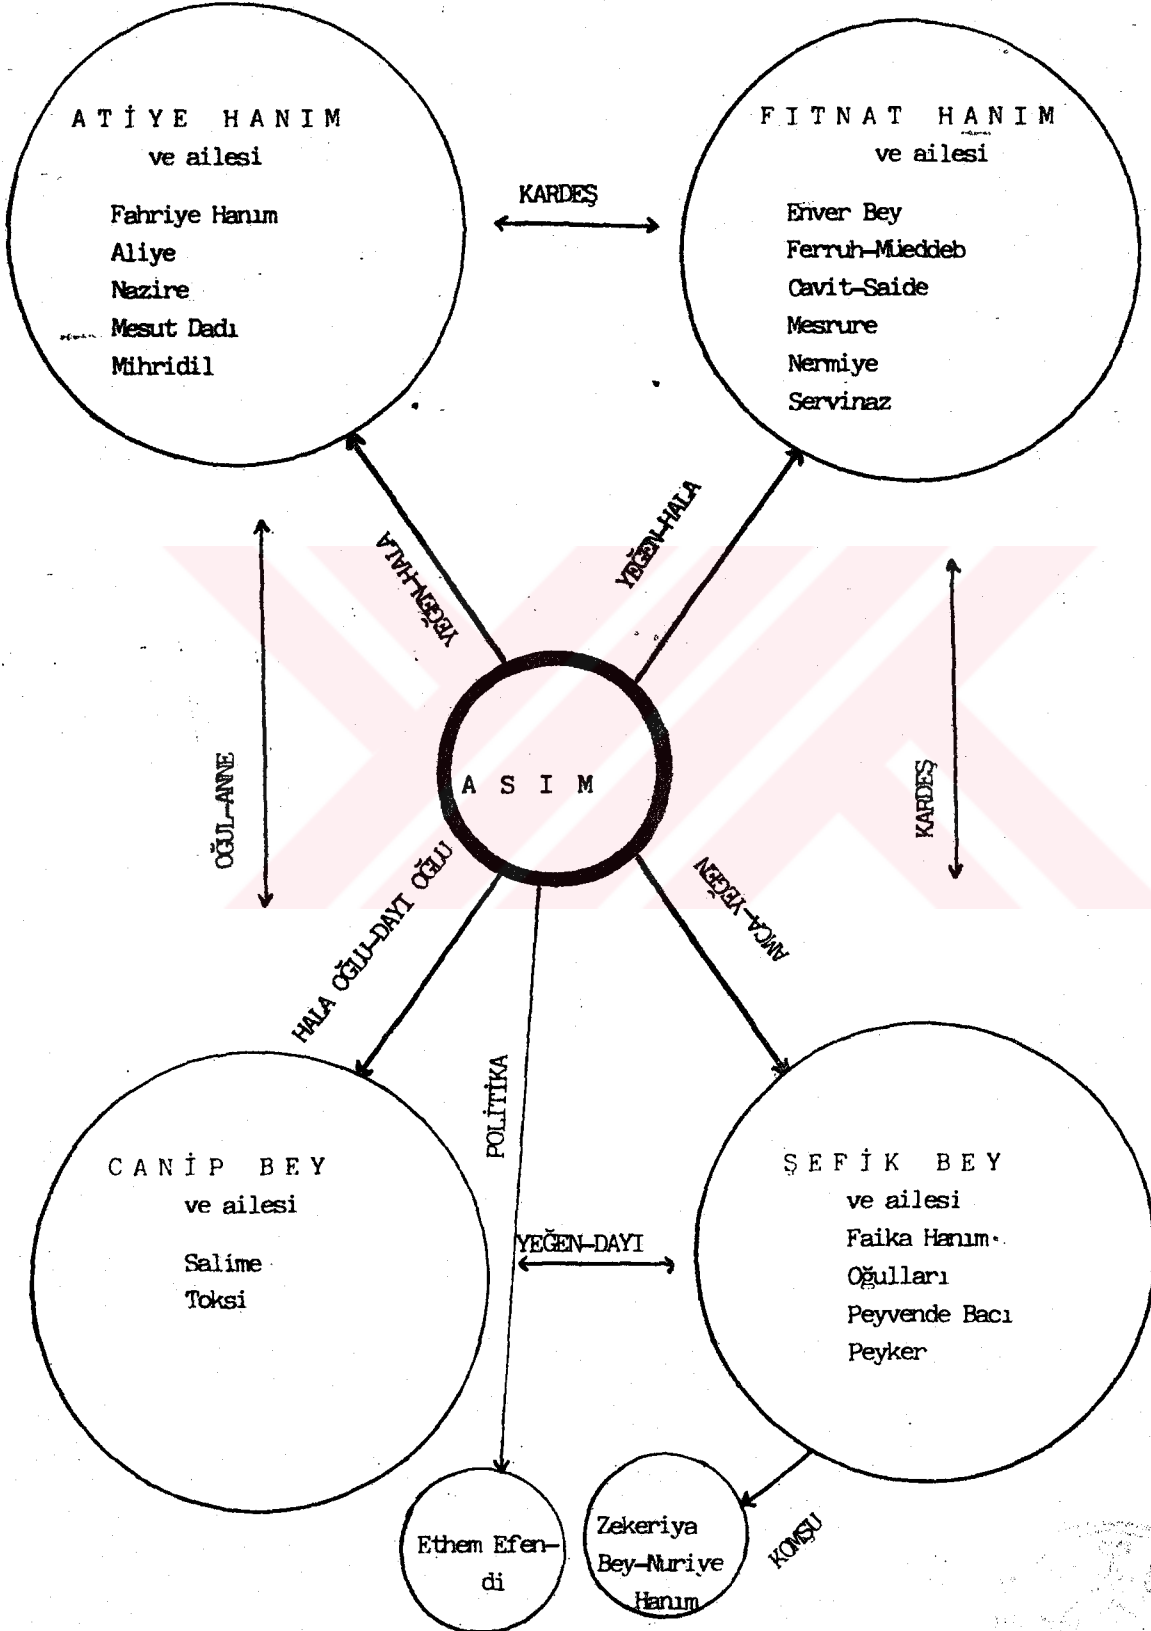 ATİYE HANIM
ve ailesi
Fahriye Hanım
Aliye
Nazire
Mesut Dadı
Mihridil
KARDEŞ
FITNAT HANIM
ve ailesi
Enver Bey
Ferruh-Müeddeb
Cavit-Saide
Mesrure
Nermiye
Servinaz
YEĞEN-HALA
YEĞEN-HALA
OĞUL-ANNE
ASIM
KARDEŞ
HALA OĞLU-DAYI OĞLU
AMCA-YEĞEN
POLİTİKA
CANİP BEY
ve ailesi
Salime
Toksi
YEĞEN-DAYI
ŞEFİK BEY
ve ailesi
Faika Hanım
Oğulları
Peyvende Bacı
Peyker
Ethem Efen-
di
Zekeriya
Bey-Nuriye
Hanım
KOMŞU